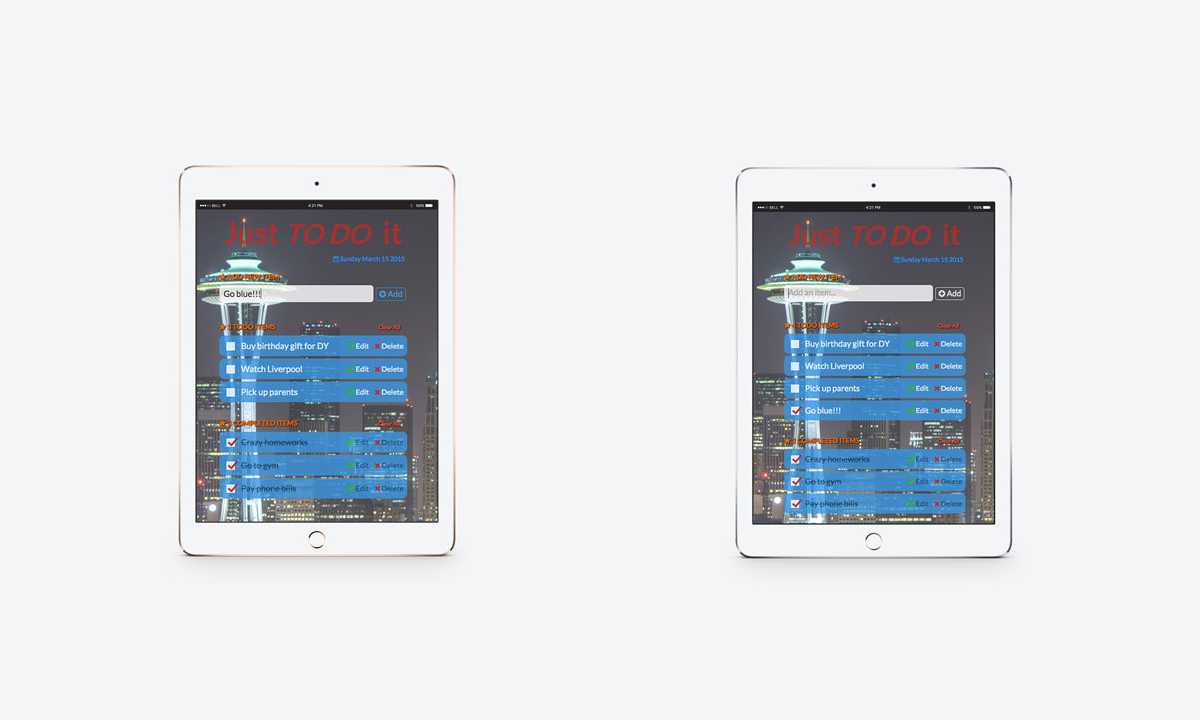 BELL 4:21 PM 100%
Just TO DO it
Sunday March 15 2015
ADD NEW ITEM
Go blue!!! Add
TODO ITEMS Clear All
Buy birthday gift for DY Edit Delete
Watch Liverpool Edit Delete
Pick up parents Edit Delete
COMPLETED ITEMS Clear All
Crazy homeworks Edit Delete
Go to gym Edit Delete
Pay phone bills Edit Delete
BELL 4:21 PM 100%
Just TO DO it
Sunday March 15 2015
ADD NEW ITEM
Add an item... Add
4 TODO ITEMS Clear All
Buy birthday gift for DY Edit Delete
Watch Liverpool Edit Delete
Pick up parents Edit Delete
Go blue!!! Edit Delete
COMPLETED ITEMS Clear All
Crazy homeworks Edit Delete
Go to gym Edit Delete
Pay phone bills Edit Delete